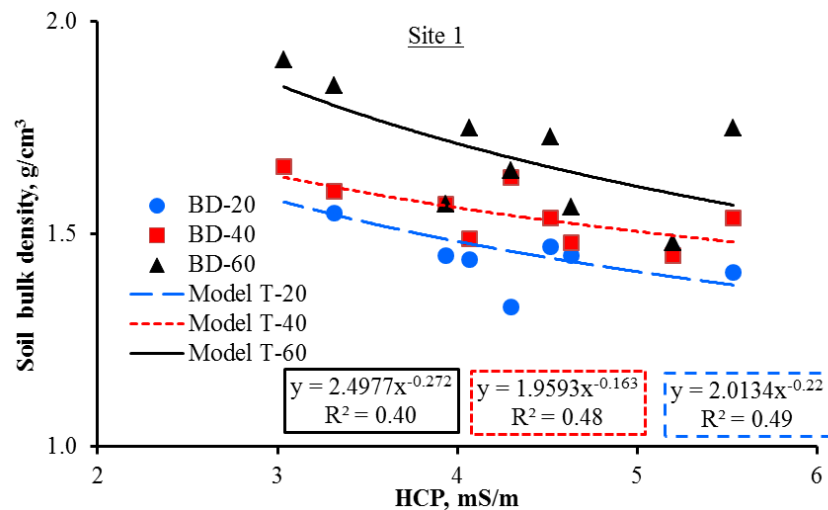 Site 1
2.0
1.5
1.0
Soil bulk density, g/cm³
BD-20
BD-40
BD-60
Model T-20
Model T-40
Model T-60
y = 2.4977x^-0.272
R² = 0.40
y = 1.9593x^-0.163
R² = 0.48
y = 2.0134x^-0.22
R² = 0.49
2 3 4 5 6
HCP, mS/m